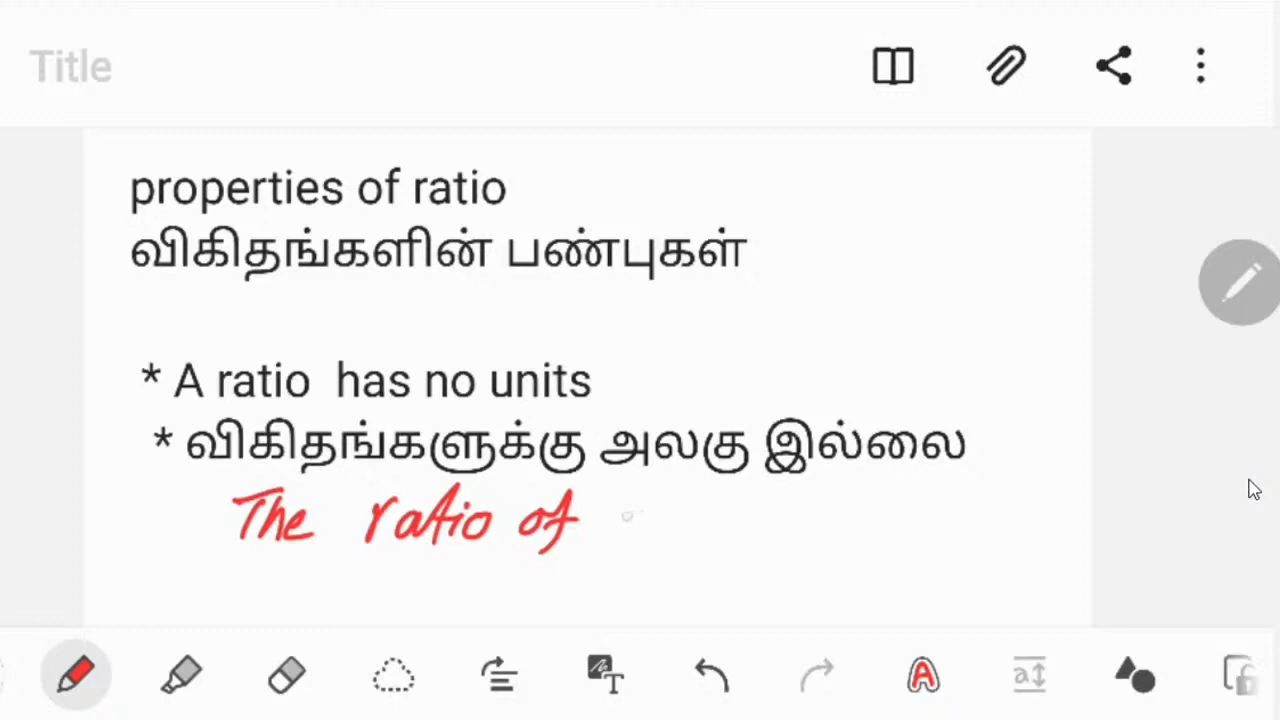 Title
properties of ratio
விகிதங்களின் பண்புகள்
* A ratio has no units
* விகிதங்களுக்கு அலகு இல்லை
The ratio of